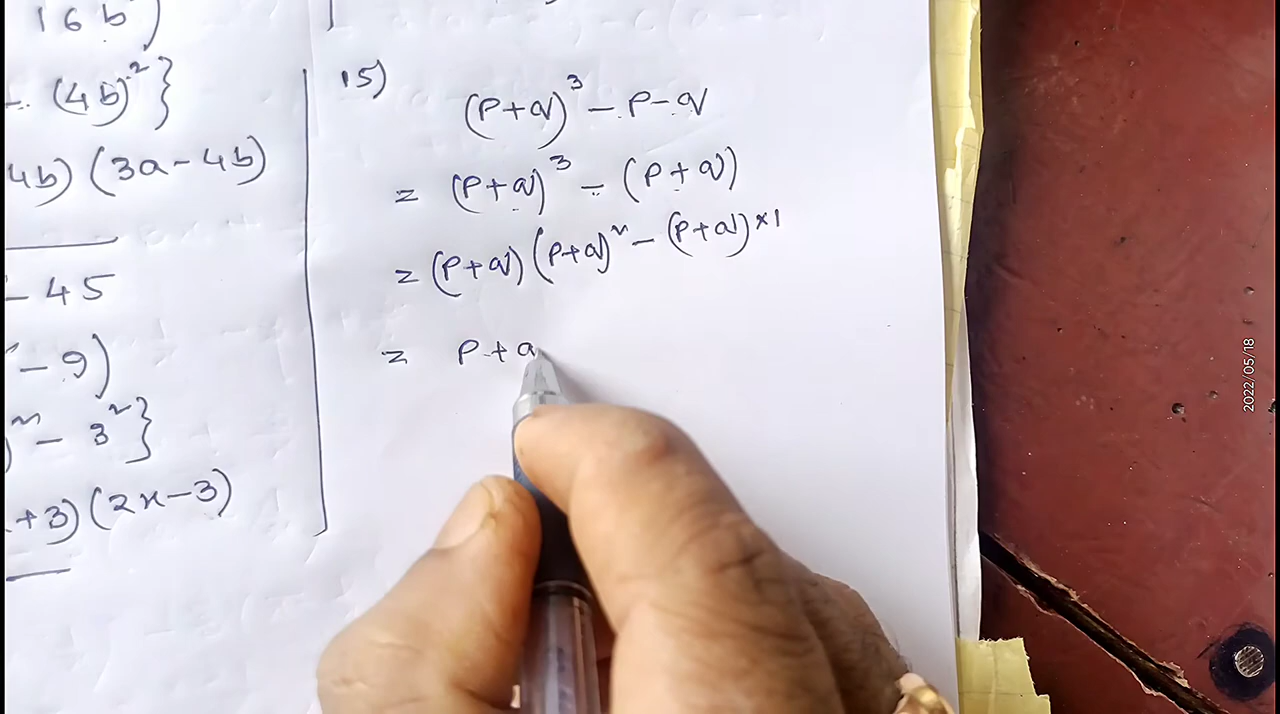 16b)
- (4b)²}
4b) (3a-4b)
- 45
- 9)
)² - 3²}
+3) (2x-3)
15)
(p+q)³ - p-q
= (p+q)³ - (p+q)
= (p+q) (p+q)² - (p+q)×1
= p+q
2022/05/18